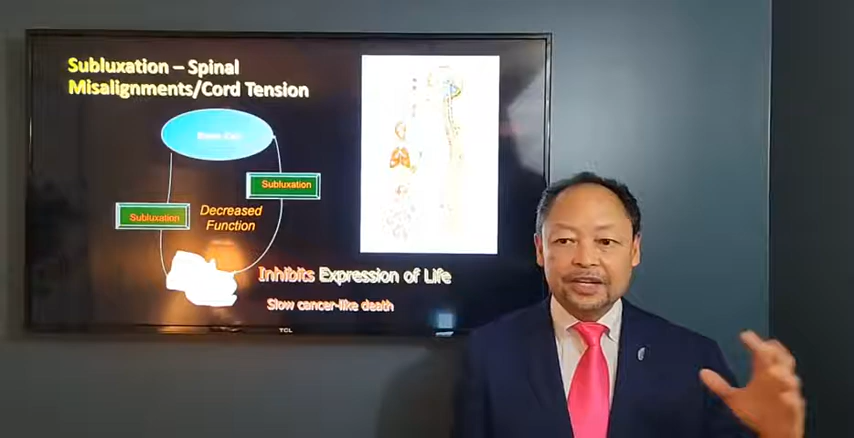 Subluxation – Spinal
Misalignments/Cord Tension
Subluxation
Subluxation
Decreased
Function
Inhibits Expression of Life
Slow cancer-like death
TCL